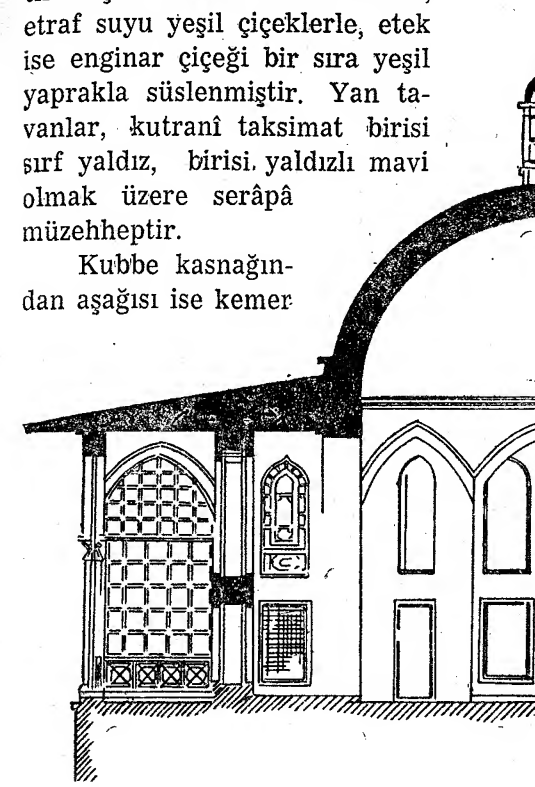 etraf suyu yeşil çiçeklerle, etek
ise enginar çiçeği bir sıra yeşil
yaprakla süslenmiştir. Yan ta-
vanlar, kutranî taksimat birisi
sırf yaldız, birisi. yaldızlı mavi
olmak üzere serâpâ
müzehheptir.
Kubbe kasnağın-
dan aşağısı ise kemer